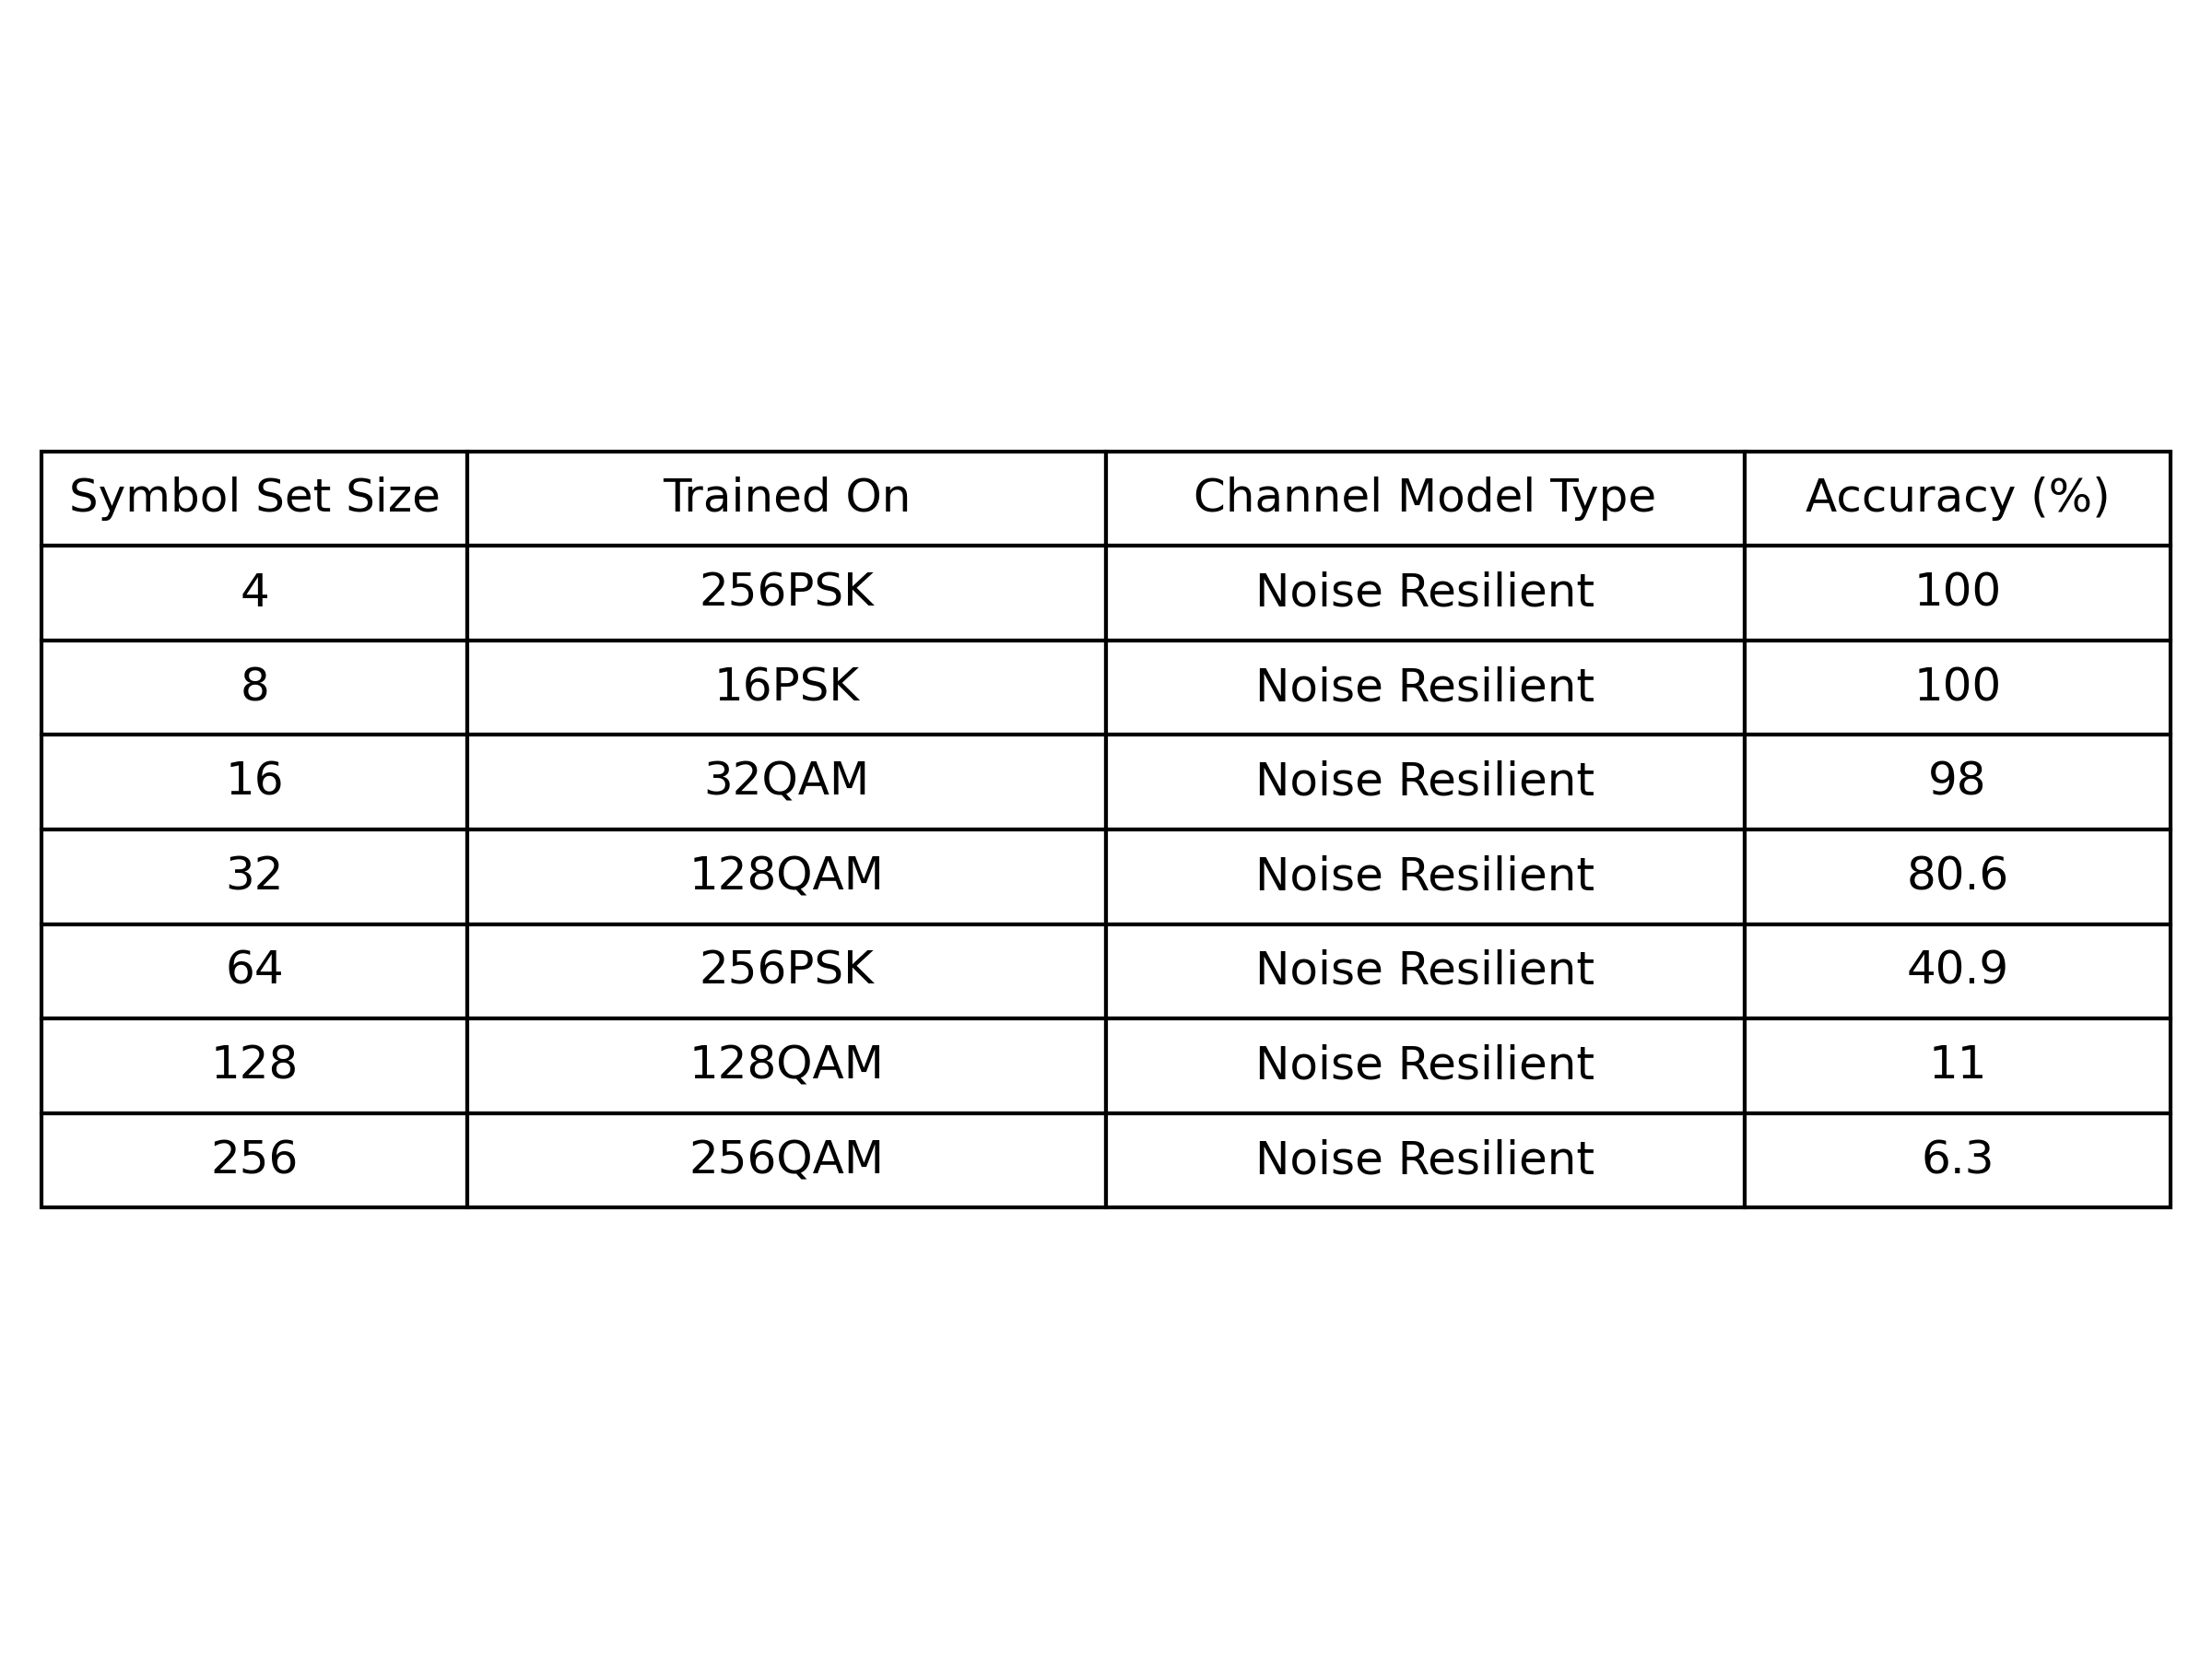 Symbol Set Size Trained On Channel Model Type Accuracy (%)
4 256PSK Noise Resilient 100
8 16PSK Noise Resilient 100
16 32QAM Noise Resilient 98
32 128QAM Noise Resilient 80.6
64 256PSK Noise Resilient 40.9
128 128QAM Noise Resilient 11
256 256QAM Noise Resilient 6.3